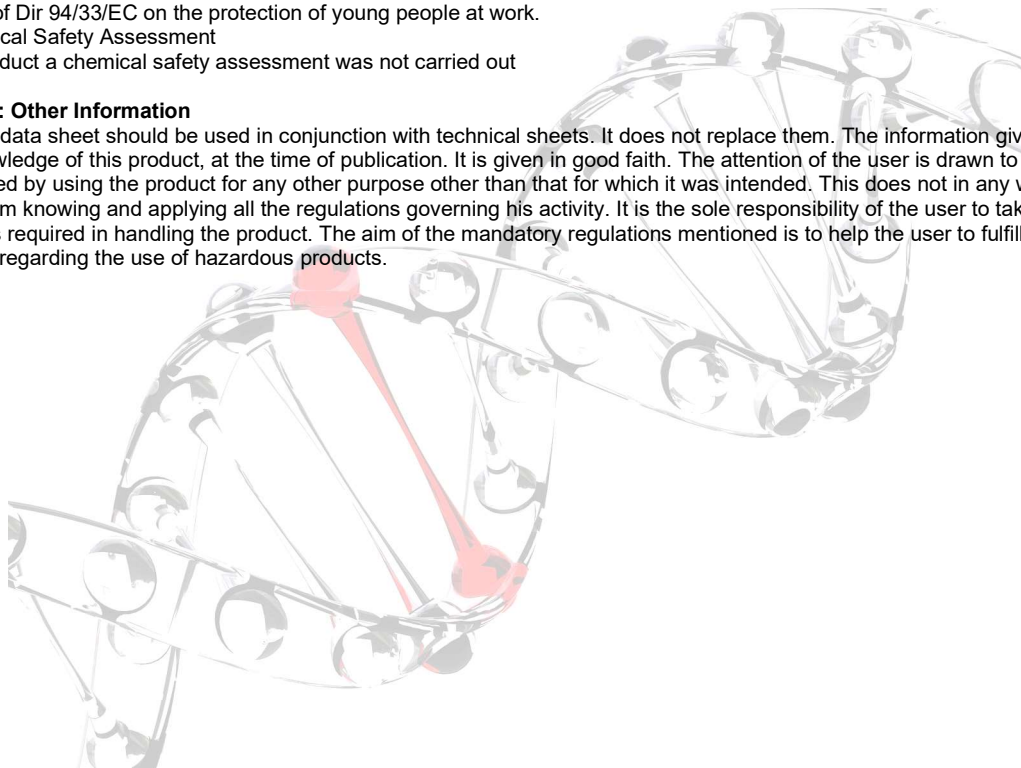 of Dir 94/33/EC on the protection of young people at work.
cal Safety Assessment
duct a chemical safety assessment was not carried out
: Other Information
data sheet should be used in conjunction with technical sheets. It does not replace them. The information giv
wledge of this product, at the time of publication. It is given in good faith. The attention of the user is drawn to
ed by using the product for any other purpose other than that for which it was intended. This does not in any w
m knowing and applying all the regulations governing his activity. It is the sole responsibility of the user to tak
s required in handling the product. The aim of the mandatory regulations mentioned is to help the user to fulfill
regarding the use of hazardous products.